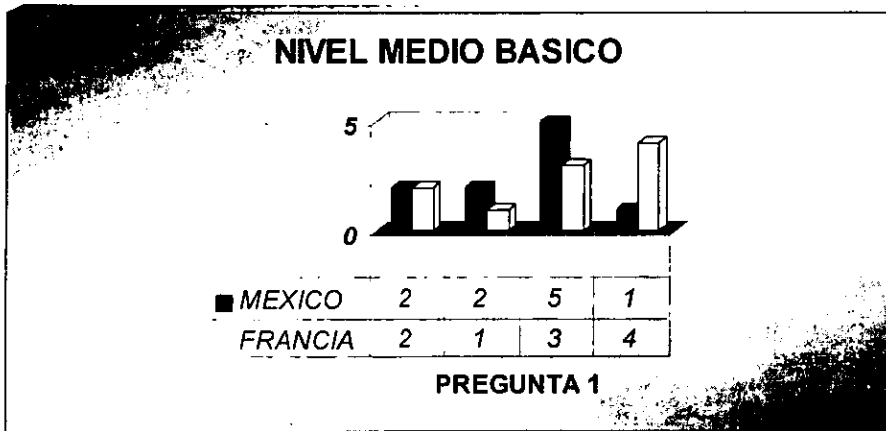 NIVEL MEDIO BASICO
5
0
MEXICO 2 2 5 1
FRANCIA 2 1 3 4
PREGUNTA 1